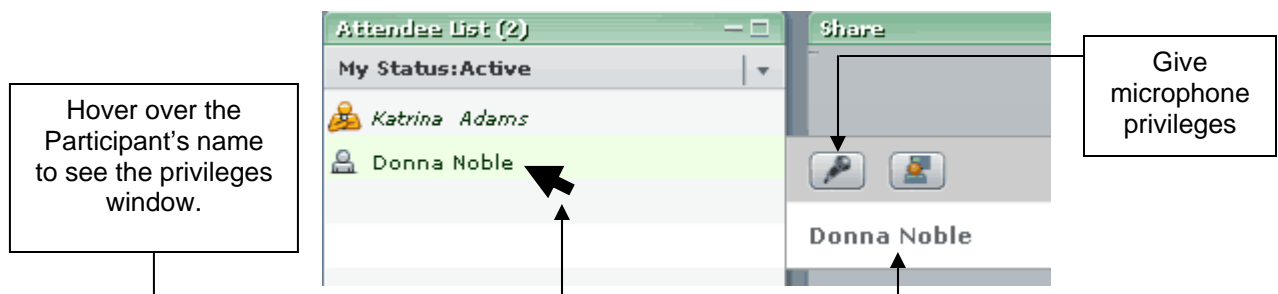 Attendee List (2)
Share
My Status:Active
Katrina Adams
Donna Noble
Donna Noble
Hover over the
Participant's name
to see the privileges
window.
Give
microphone
privileges